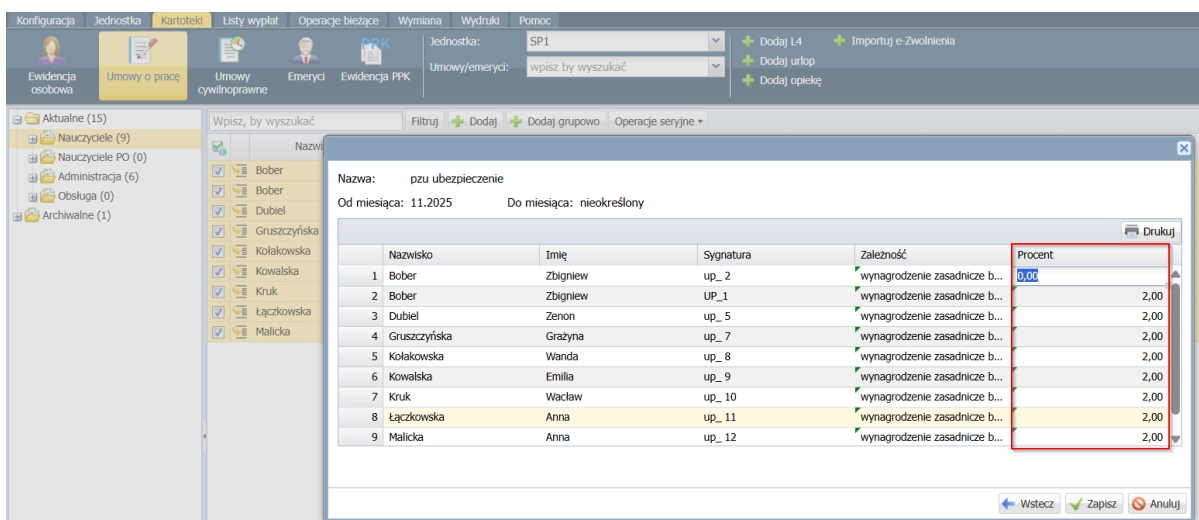 Konfiguracja Jednostka Kartoteki Listy wypłat Operacje bieżące Wymiana Wydruki Pomoc
Ewidencja osobowa
Umowy o pracę
Umowy cywilnoprawne
Emeryci
PPK
Ewidencja PPK
Jednostka: SP1
Umowy/emeryci: wpisz by wyszukać
Dodaj L4
Dodaj urlop
Dodaj opiekę
Importuj e-Zwolnienia
Aktualne (15)
Nauczyciele (9)
Nauczyciele PO (0)
Administracja (6)
Obsługa (0)
Archiwalne (1)
Wpisz, by wyszukać Filtruj Dodaj Dodaj grupowo Operacje seryjne
Nazwi
Bober
Bober
Dubiel
Gruszczyńska
Kołakowska
Kowalska
Kruk
Łączkowska
Malicka
Nazwa: pzu ubezpieczenie
Od miesiąca: 11.2025 Do miesiąca: nieokreślony
Drukuj
Nazwisko Imię Sygnatura Zależność Procent
1 Bober Zbigniew up_ 2 wynagrodzenie zasadnicze b... 0,00
2 Bober Zbigniew UP_1 wynagrodzenie zasadnicze b... 2,00
3 Dubiel Zenon up_ 5 wynagrodzenie zasadnicze b... 2,00
4 Gruszczyńska Grażyna up_ 7 wynagrodzenie zasadnicze b... 2,00
5 Kołakowska Wanda up_ 8 wynagrodzenie zasadnicze b... 2,00
6 Kowalska Emilia up_ 9 wynagrodzenie zasadnicze b... 2,00
7 Kruk Wacław up_ 10 wynagrodzenie zasadnicze b... 2,00
8 Łączkowska Anna up_ 11 wynagrodzenie zasadnicze b... 2,00
9 Malicka Anna up_ 12 wynagrodzenie zasadnicze b... 2,00
Wstecz Zapisz Anuluj